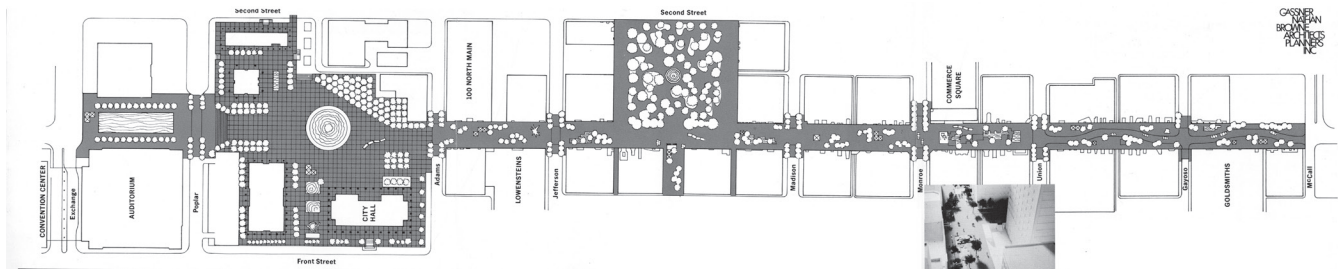 Second Street
Second Street
GASSNER
NATHAN
BROWNE
ARCHITECTS
PLANNERS
INC
100 NORTH MAIN
COMMERCE
SQUARE
CONVENTION CENTER
Exchange
AUDITORIUM
Poplar
CITY
HALL
Adams
LOWENSTEINS
Jefferson
Madison
Monroe
Union
Gayoso
GOLDSMITHS
McCall
Front Street